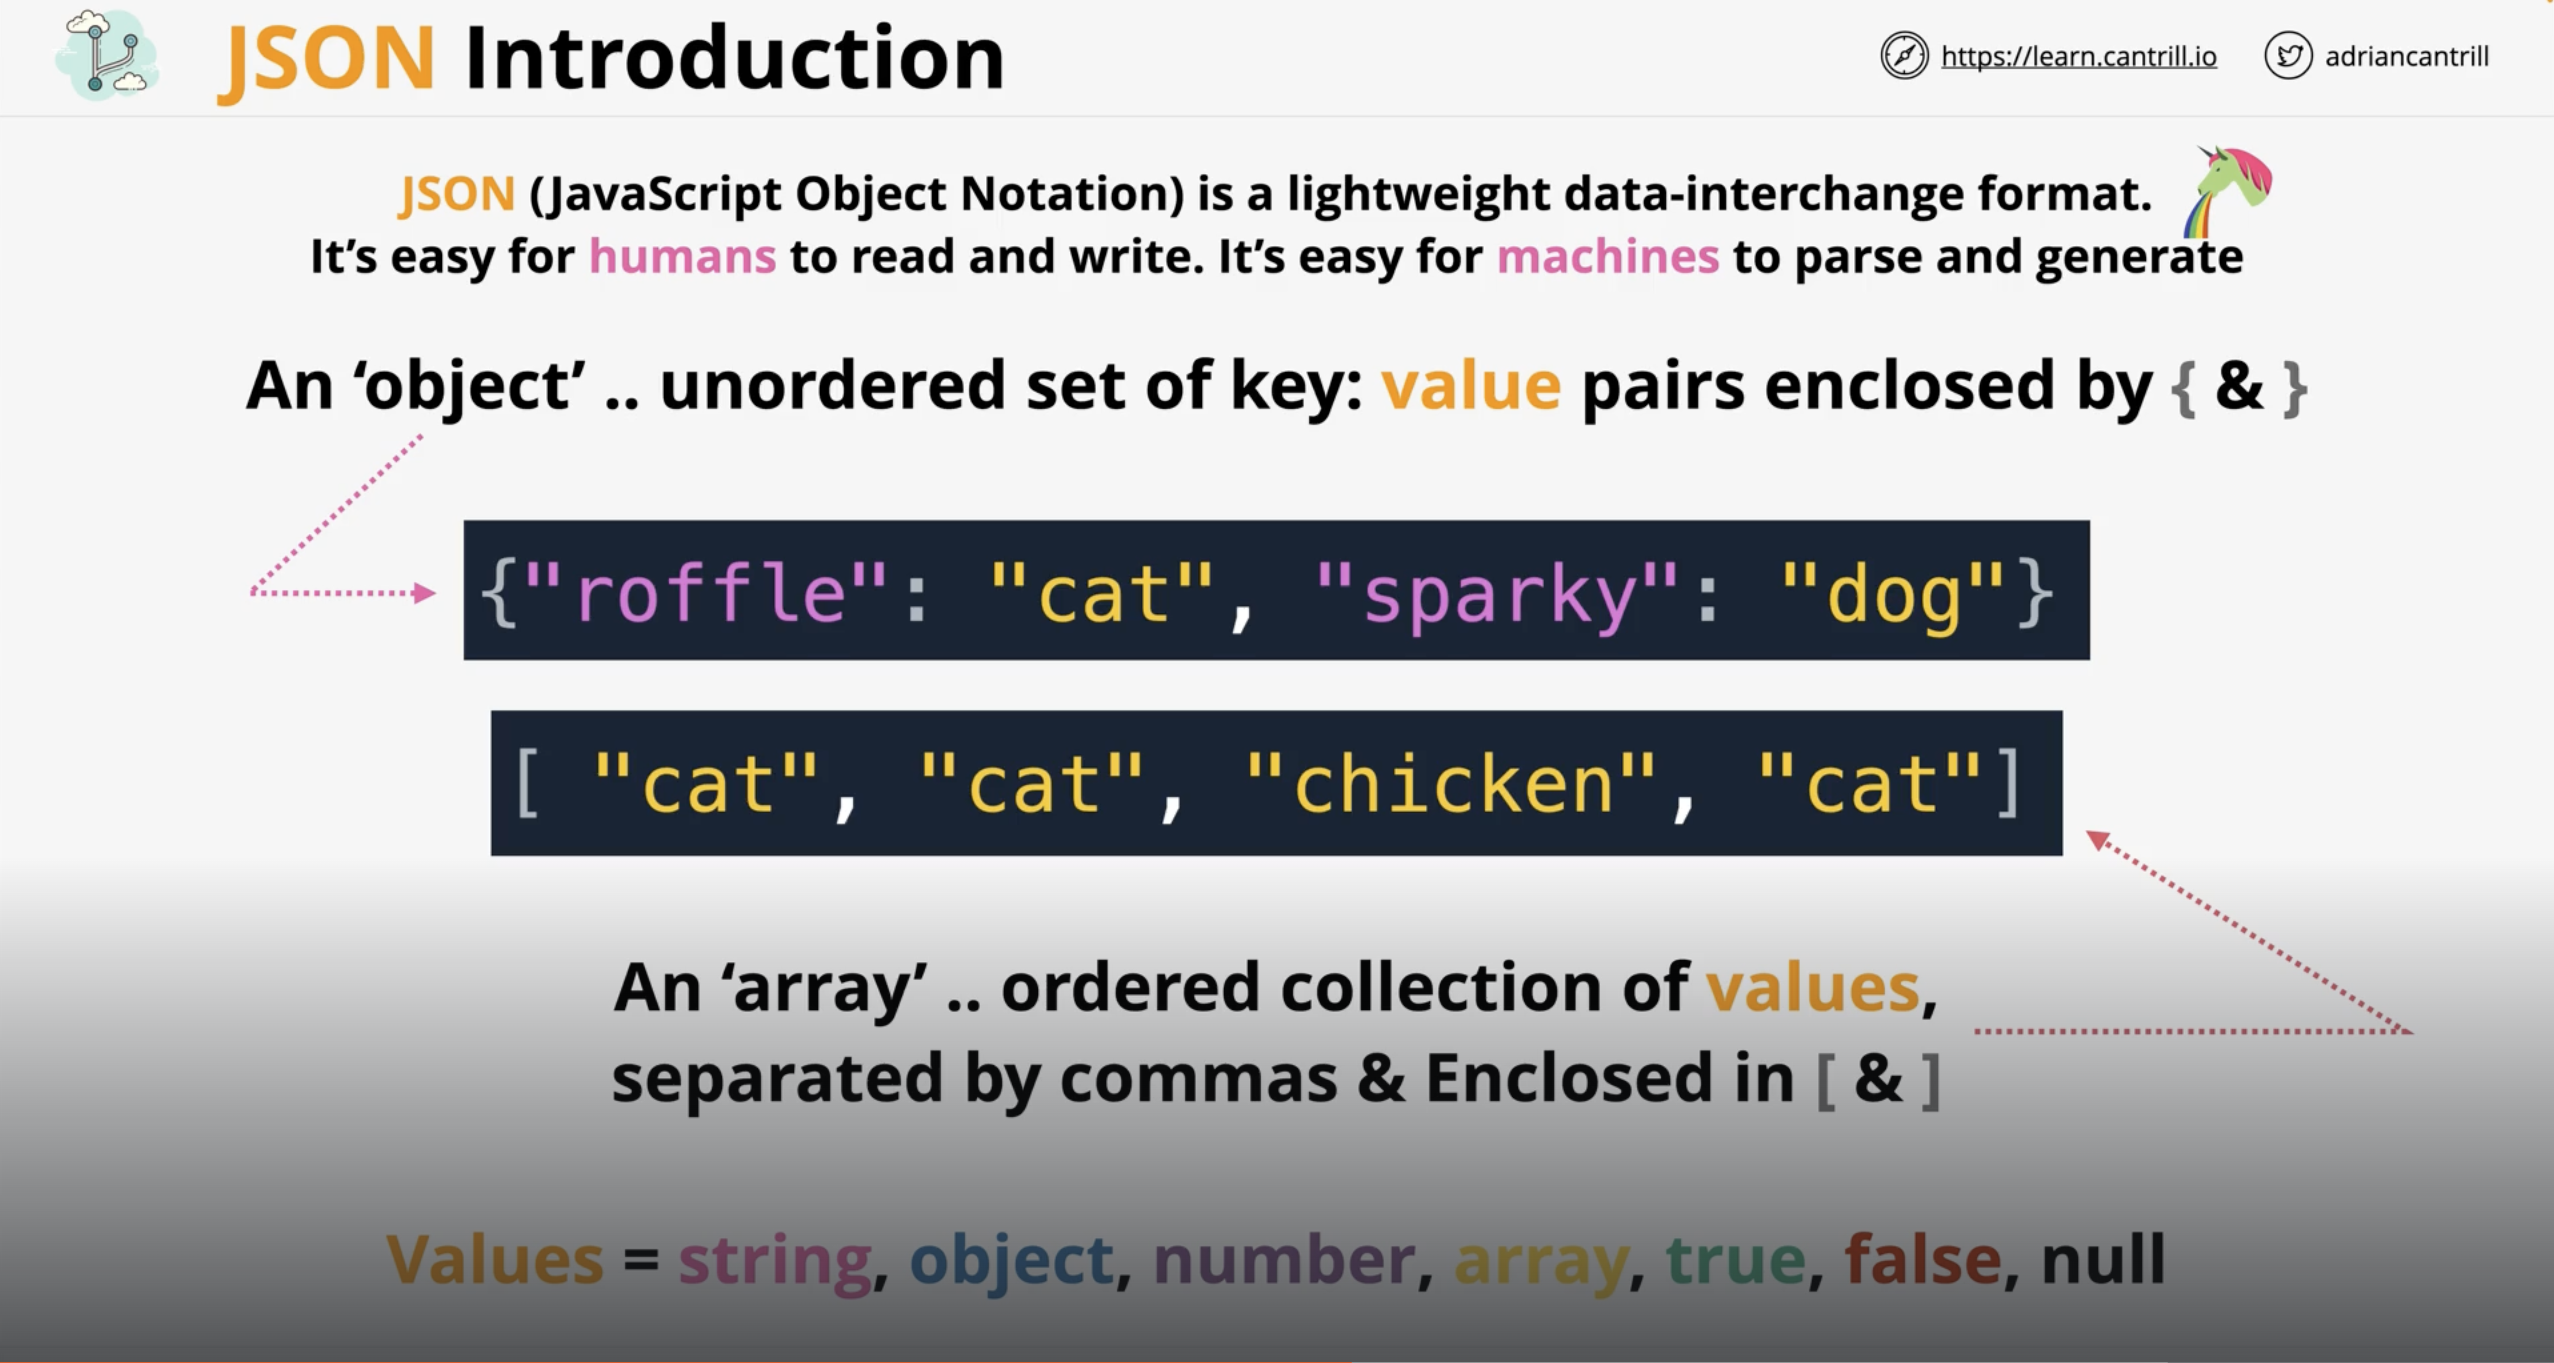 JSON Introduction
https://learn.cantrill.io
adriancantrill
JSON (JavaScript Object Notation) is a lightweight data-interchange format.
It’s easy for humans to read and write. It’s easy for machines to parse and generate
An ‘object’ .. unordered set of key: value pairs enclosed by { & }
{"roffle": "cat", "sparky": "dog"}
[ "cat", "cat", "chicken", "cat"]
An ‘array’ .. ordered collection of values,
separated by commas & Enclosed in [ & ]
Values = string, object, number, array, true, false, null